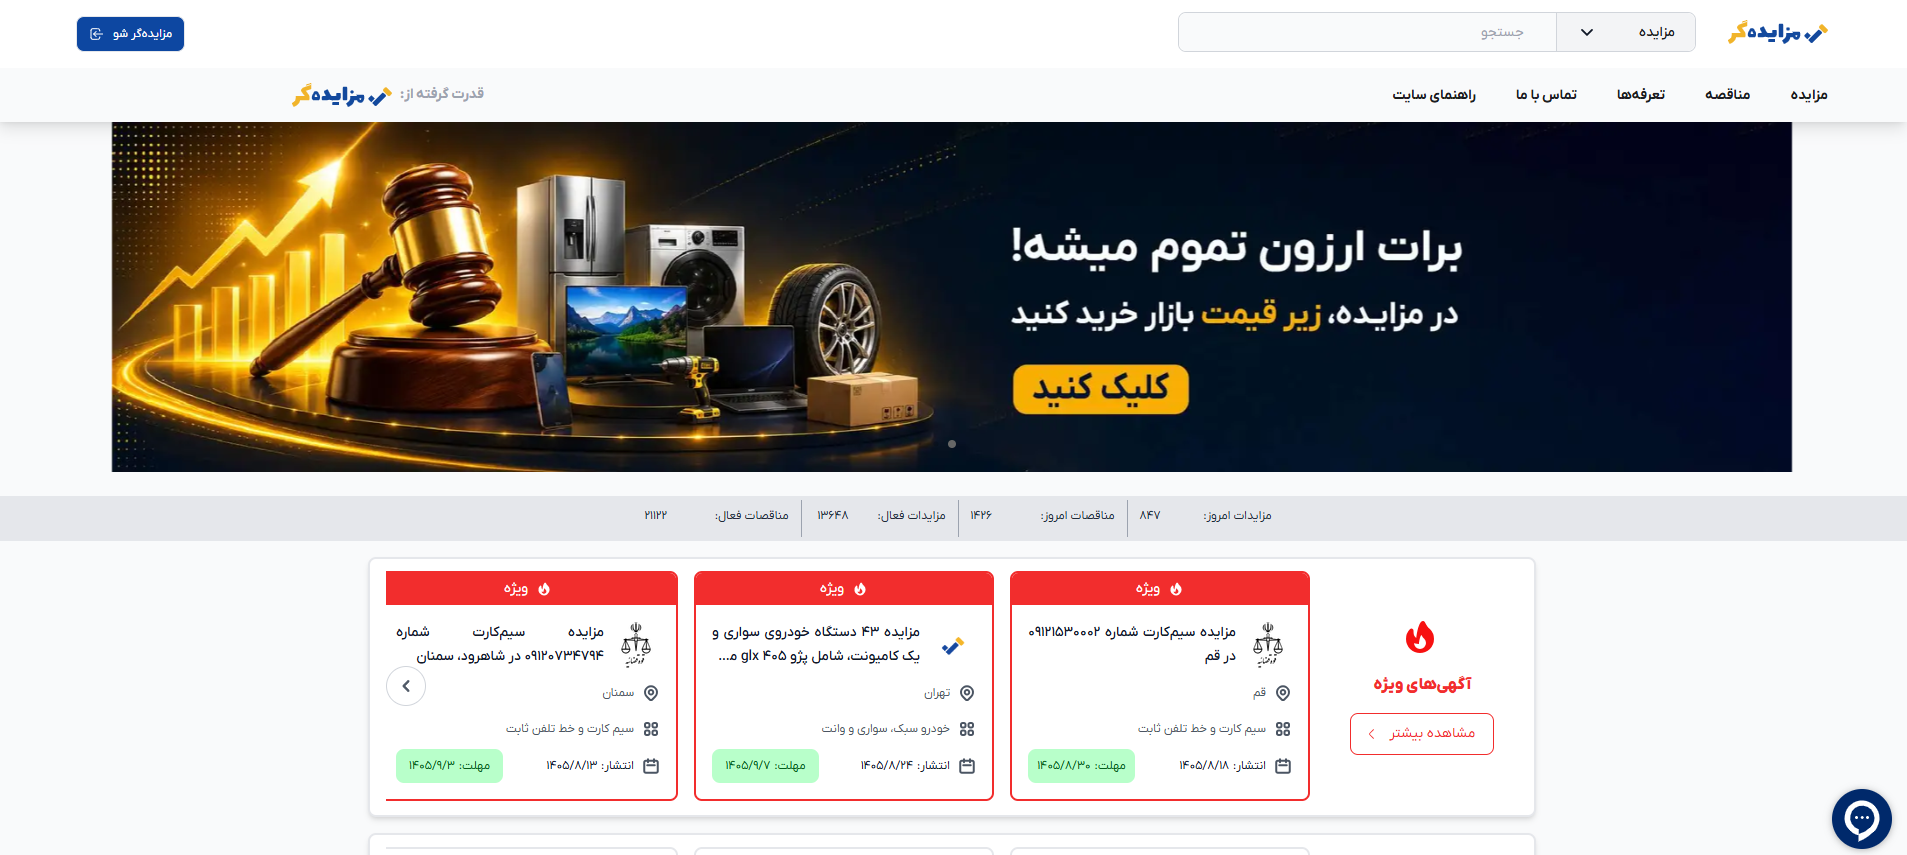 مزایده‌گر
مزایده
جستجو
مزایده‌گر شو
مزایده
مناقصه
تعرفه‌ها
تماس با ما
راهنمای سایت
قدرت گرفته از:
مزایده‌گر
برات ارزون تموم میشه!
در مزایده، زیر قیمت بازار خرید کنید
کلیک کنید
مزایدات امروز: ۸۴۷
مناقصات امروز: ۱۴۲۶
مزایدات فعال: ۱۳۶۴۸
مناقصات فعال: ۲۱۱۲۲
آگهی‌های ویژه
مشاهده بیشتر
ویژه
مزایده سیم‌کارت شماره ۰۹۱۲۱۵۳۰۰۰۲
در قم
قم
سیم کارت و خط تلفن ثابت
انتشار: ۱۴۰۵/۸/۱۸
مهلت: ۱۴۰۵/۸/۳۰
ویژه
مزایده ۴۳ دستگاه خودروی سواری و
یک کامیونت، شامل پژو ۴۰۵ glx م...
تهران
خودرو سبک، سواری و وانت
انتشار: ۱۴۰۵/۸/۲۴
مهلت: ۱۴۰۵/۹/۷
ویژه
مزایده سیم‌کارت شماره
۰۹۱۲۰۷۳۴۷۹۴ در شاهرود، سمنان
سمنان
سیم کارت و خط تلفن ثابت
انتشار: ۱۴۰۵/۸/۱۳
مهلت: ۱۴۰۵/۹/۳